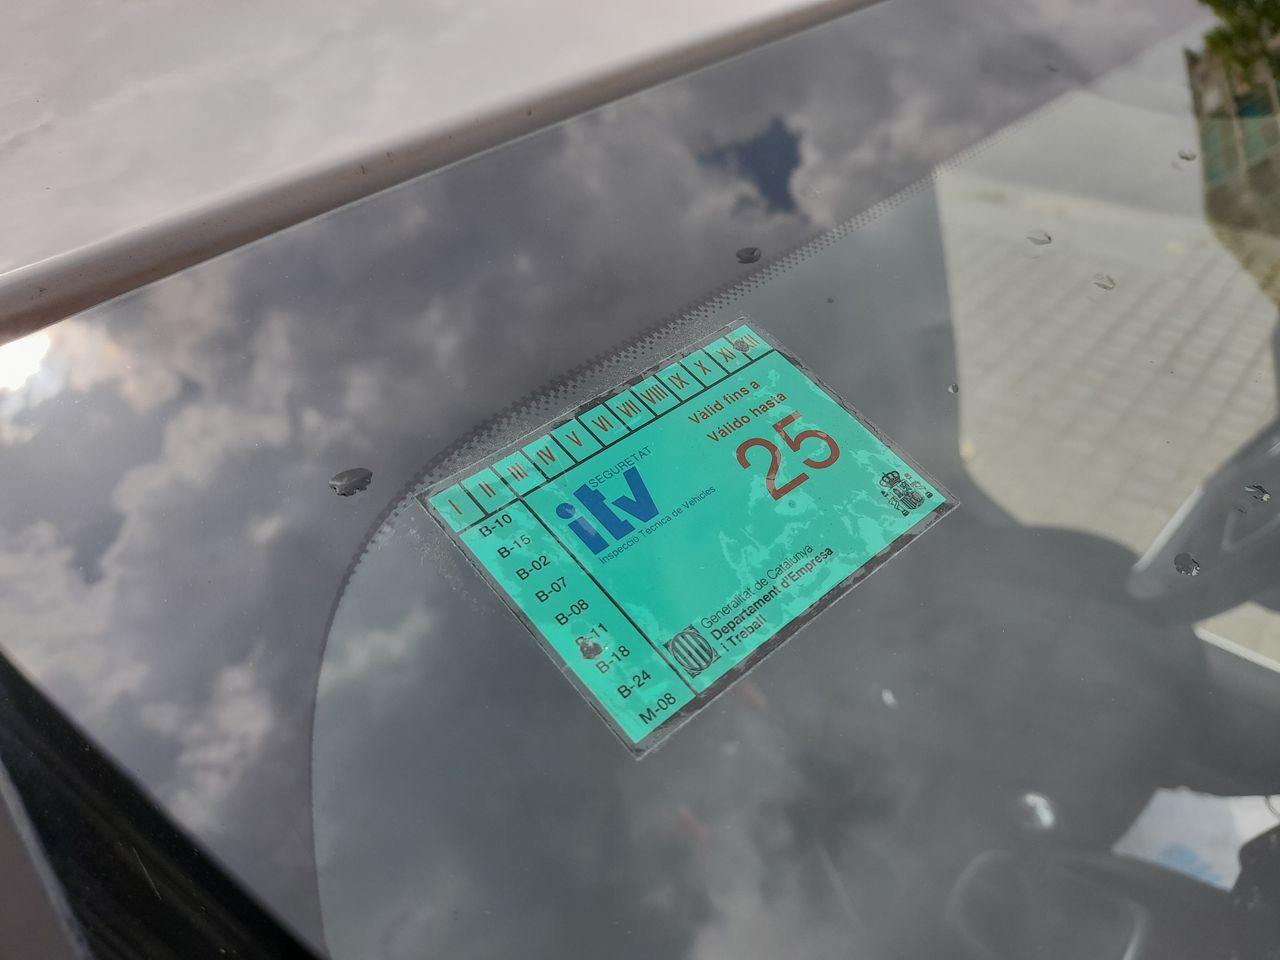 I II III IV V VI VII VIII IX X XI XII
B-10
B-15
B-02
B-07
B-08
B-11
B-18
B-24
M-08
SEGURETAT
itv
Inspecció Tècnica de Vehicles
Vàlid fins a
Válido hasta
25
Generalitat de Catalunya
Departament d'Empresa
i Treball